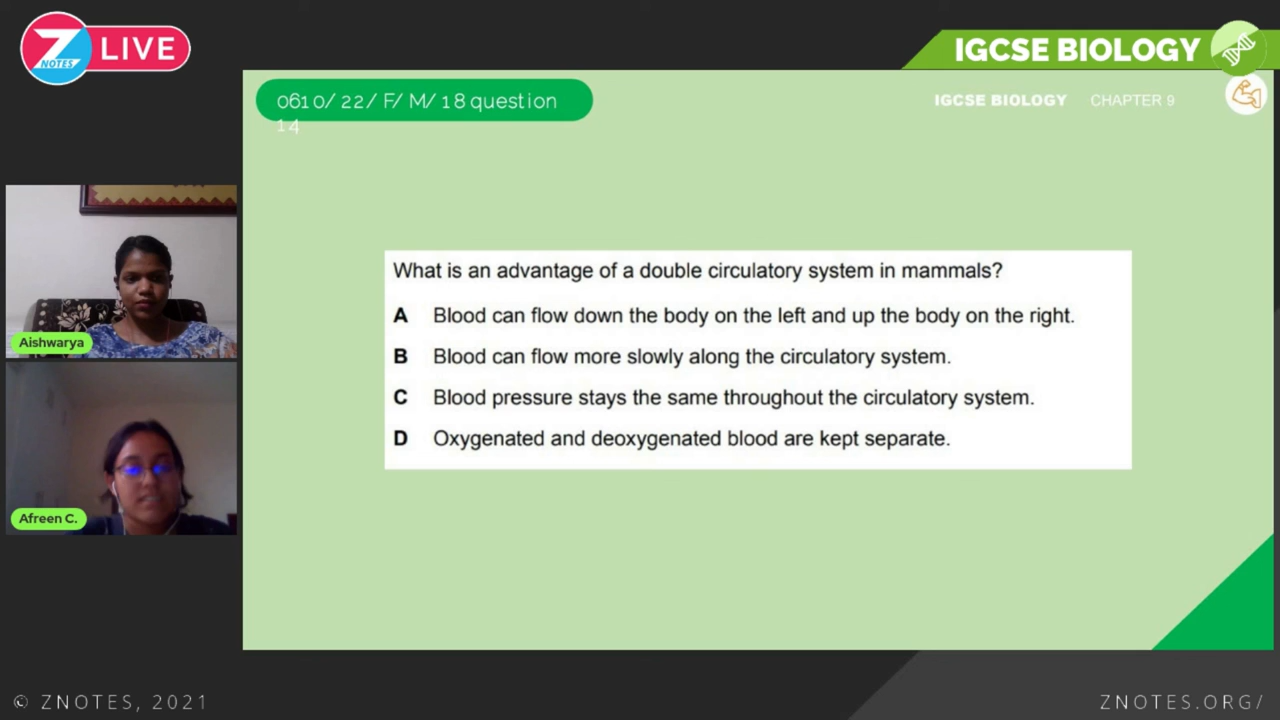 Z NOTES LIVE
IGCSE BIOLOGY
0610/ 22/ F/ M/ 18 question
14
IGCSE BIOLOGY CHAPTER 9
What is an advantage of a double circulatory system in mammals?
A Blood can flow down the body on the left and up the body on the right.
B Blood can flow more slowly along the circulatory system.
C Blood pressure stays the same throughout the circulatory system.
D Oxygenated and deoxygenated blood are kept separate.
Aishwarya
Afreen C.
© ZNOTES, 2021
ZNOTES.ORG/